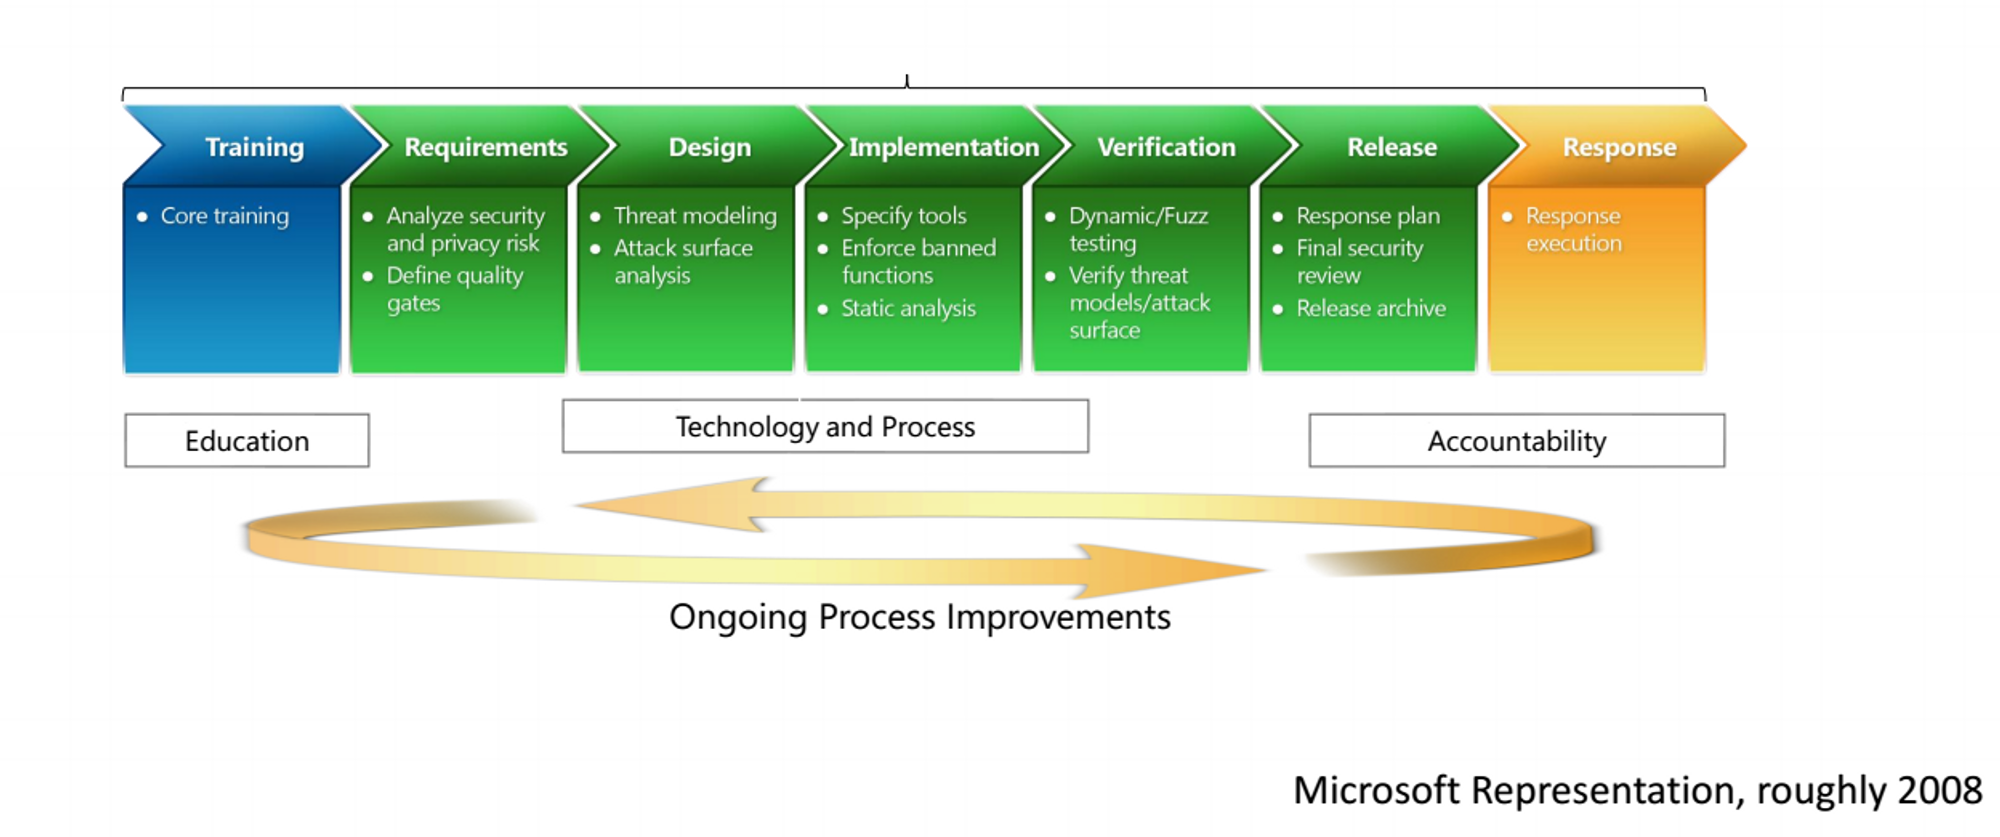 Training
Requirements
Design
Implementation
Verification
Release
Response
• Core training
• Analyze security
and privacy risk
• Define quality
gates
• Threat modeling
• Attack surface
analysis
• Specify tools
• Enforce banned
functions
• Static analysis
• Dynamic/Fuzz
testing
• Verify threat
models/attack
surface
• Response plan
• Final security
review
• Release archive
• Response
execution
Education
Technology and Process
Accountability
Ongoing Process Improvements
Microsoft Representation, roughly 2008